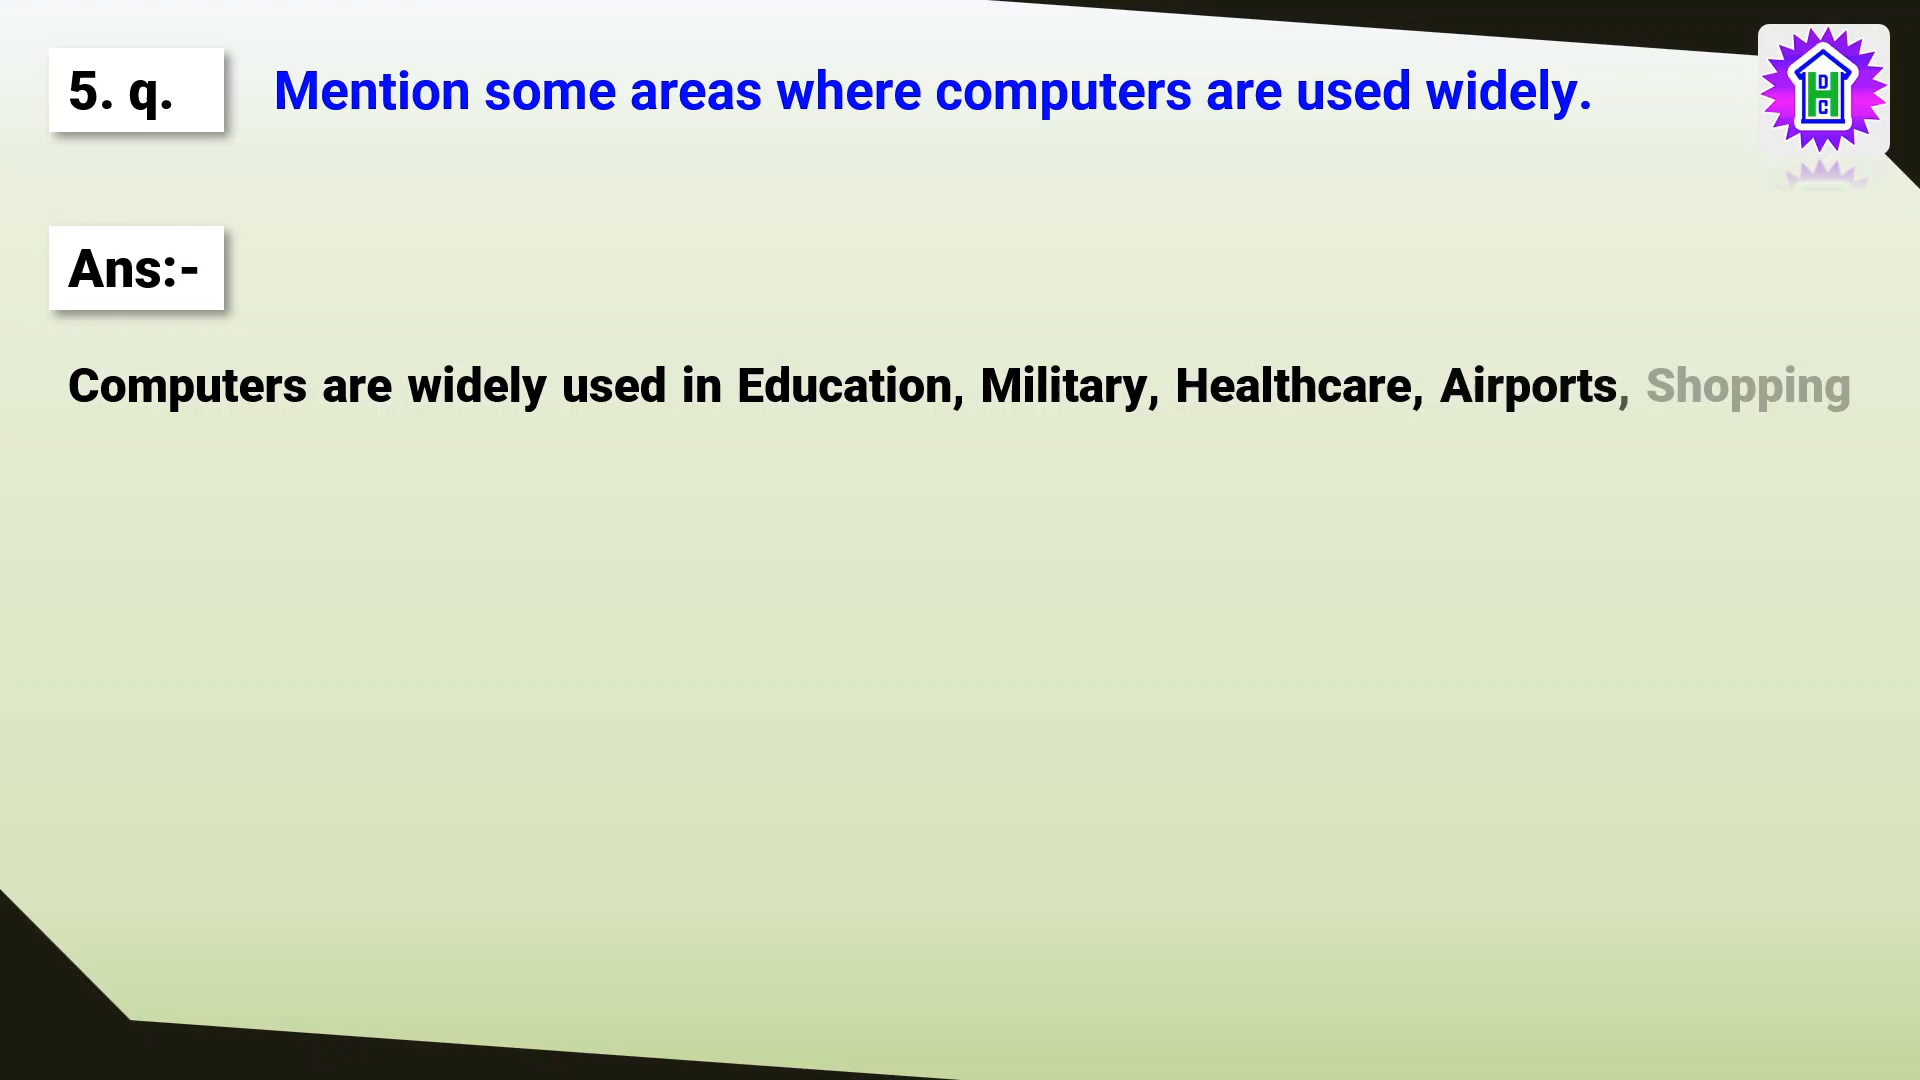 5. q.
Mention some areas where computers are used widely.
D
H
C
Ans:-
Computers are widely used in Education, Military, Healthcare, Airports, Shopping